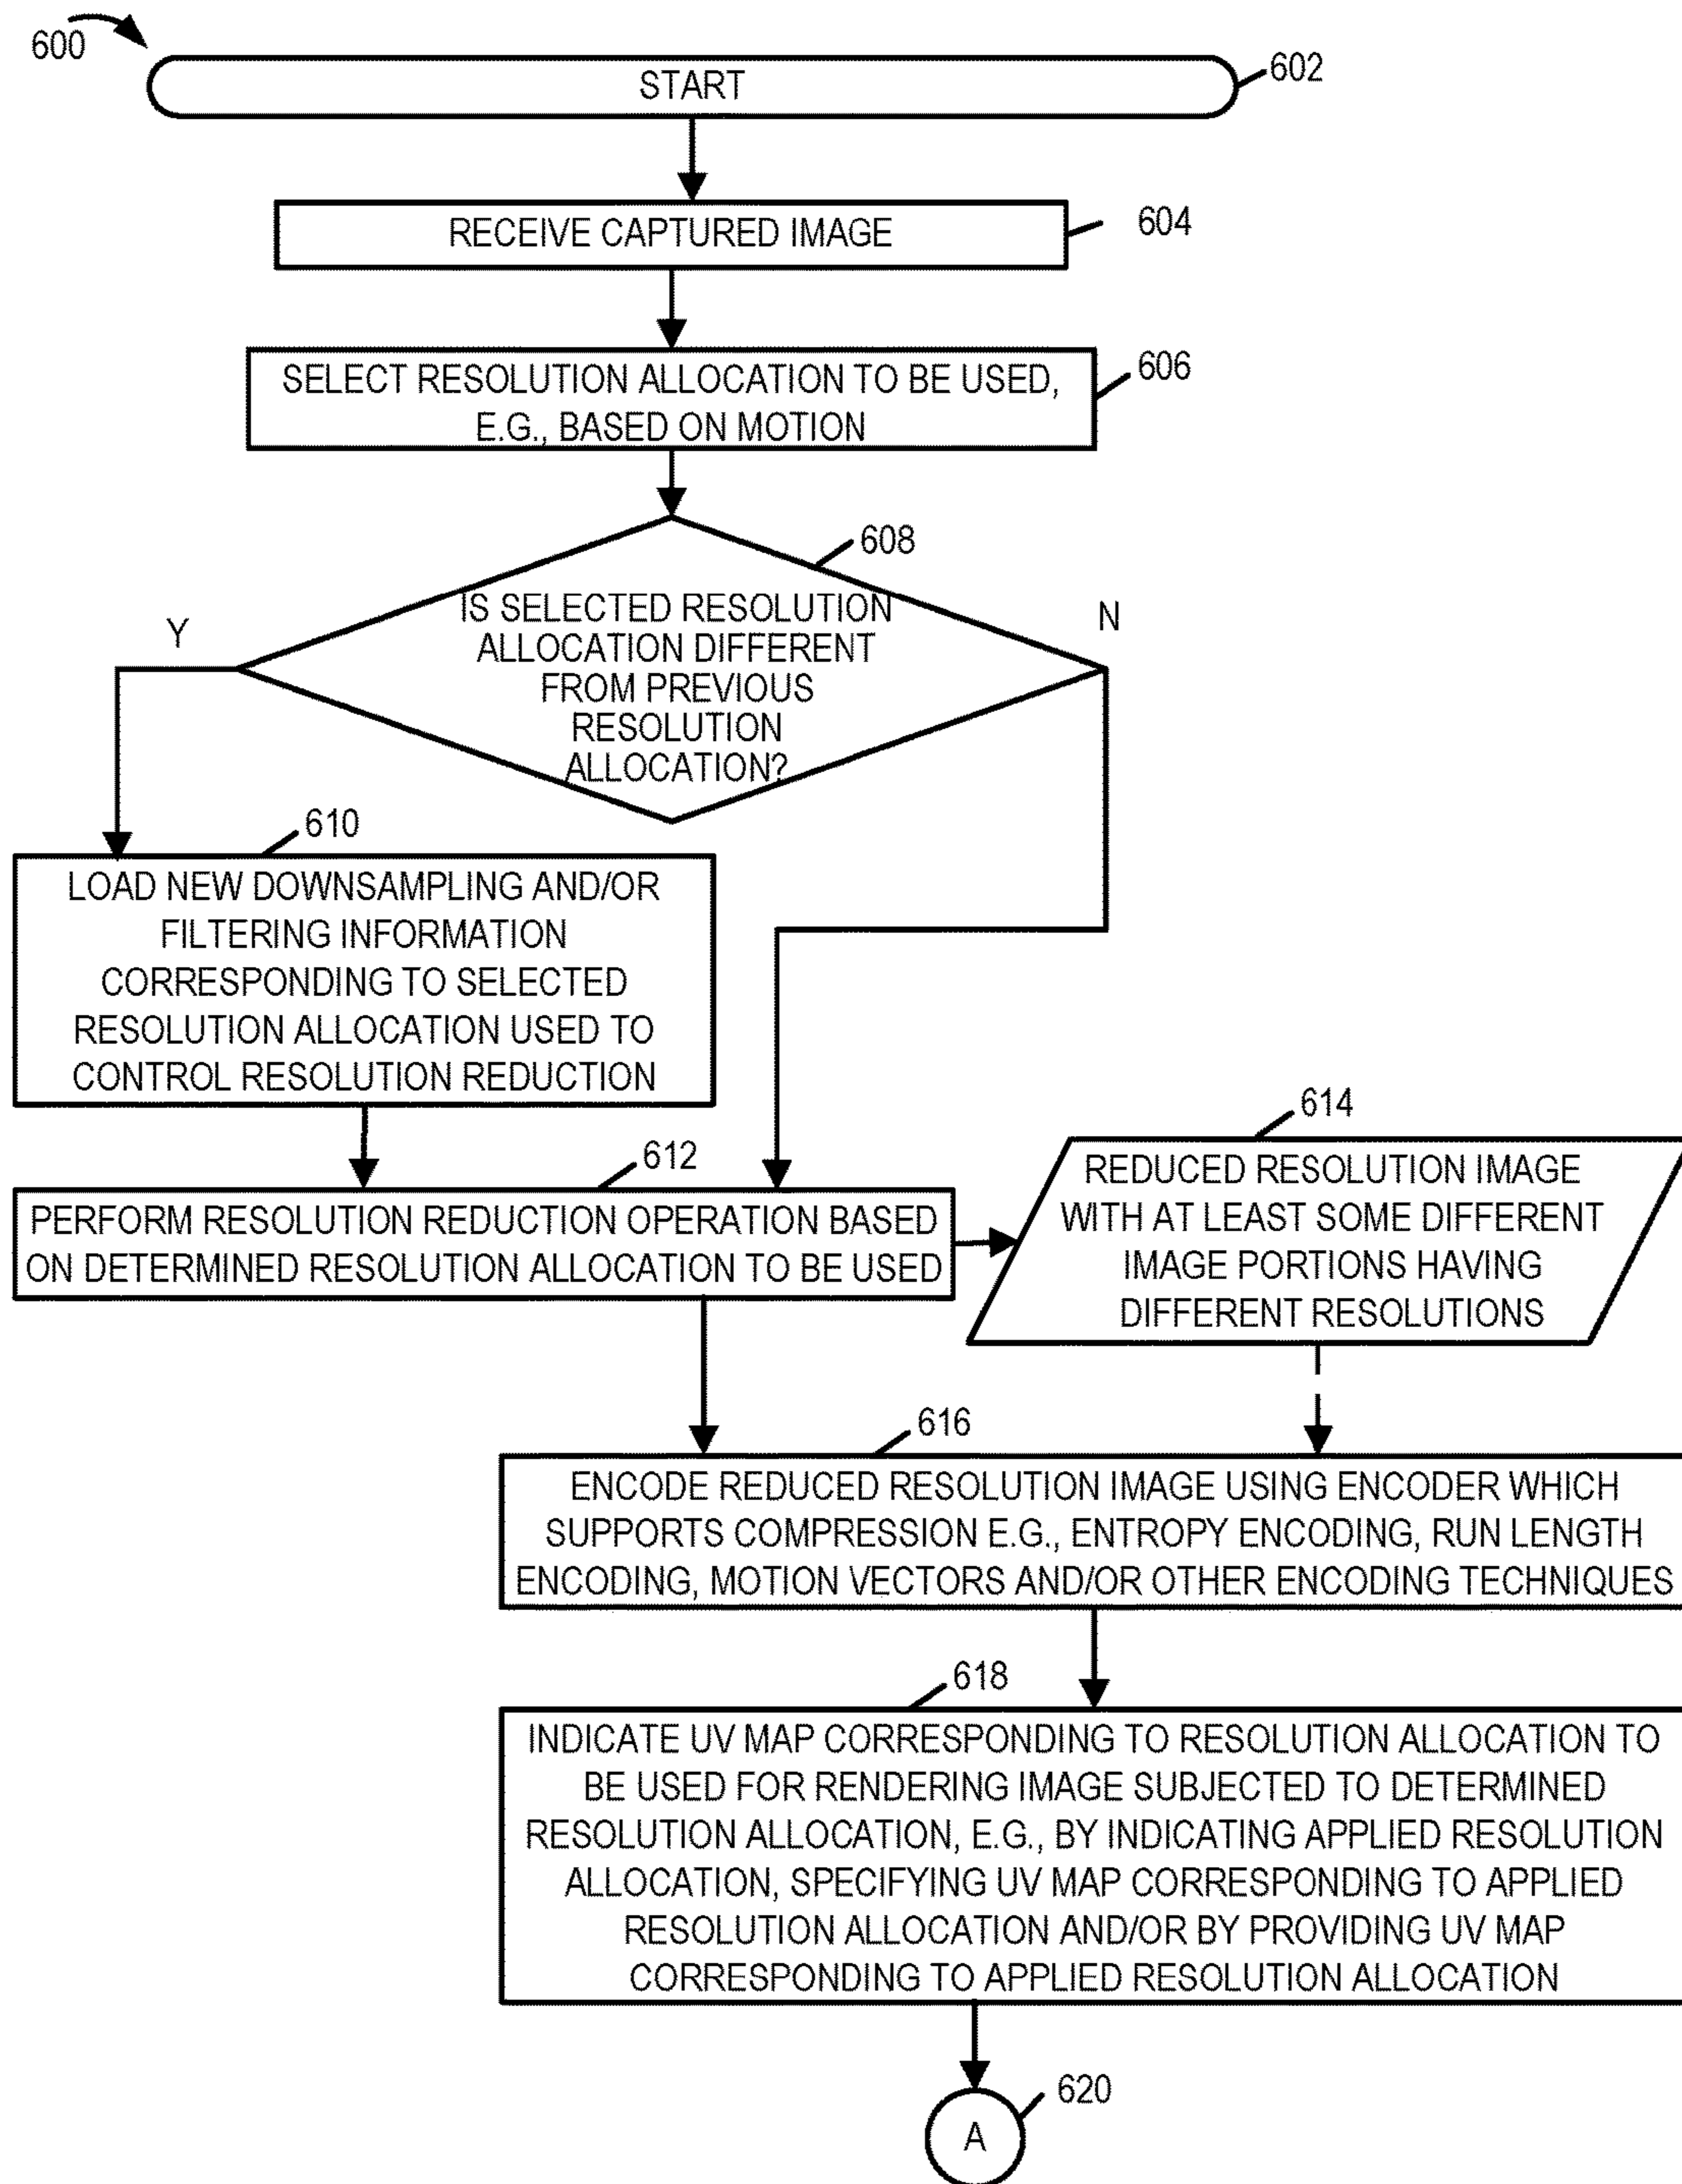 600
START
602
RECEIVE CAPTURED IMAGE
604
SELECT RESOLUTION ALLOCATION TO BE USED,
E.G., BASED ON MOTION
606
608
IS SELECTED RESOLUTION
ALLOCATION DIFFERENT
FROM PREVIOUS
RESOLUTION
ALLOCATION?
Y
N
610
LOAD NEW DOWNSAMPLING AND/OR
FILTERING INFORMATION
CORRESPONDING TO SELECTED
RESOLUTION ALLOCATION USED TO
CONTROL RESOLUTION REDUCTION
612
PERFORM RESOLUTION REDUCTION OPERATION BASED
ON DETERMINED RESOLUTION ALLOCATION TO BE USED
614
REDUCED RESOLUTION IMAGE
WITH AT LEAST SOME DIFFERENT
IMAGE PORTIONS HAVING
DIFFERENT RESOLUTIONS
616
ENCODE REDUCED RESOLUTION IMAGE USING ENCODER WHICH
SUPPORTS COMPRESSION E.G., ENTROPY ENCODING, RUN LENGTH
ENCODING, MOTION VECTORS AND/OR OTHER ENCODING TECHNIQUES
618
INDICATE UV MAP CORRESPONDING TO RESOLUTION ALLOCATION TO
BE USED FOR RENDERING IMAGE SUBJECTED TO DETERMINED
RESOLUTION ALLOCATION, E.G., BY INDICATING APPLIED RESOLUTION
ALLOCATION, SPECIFYING UV MAP CORRESPONDING TO APPLIED
RESOLUTION ALLOCATION AND/OR BY PROVIDING UV MAP
CORRESPONDING TO APPLIED RESOLUTION ALLOCATION
620
A